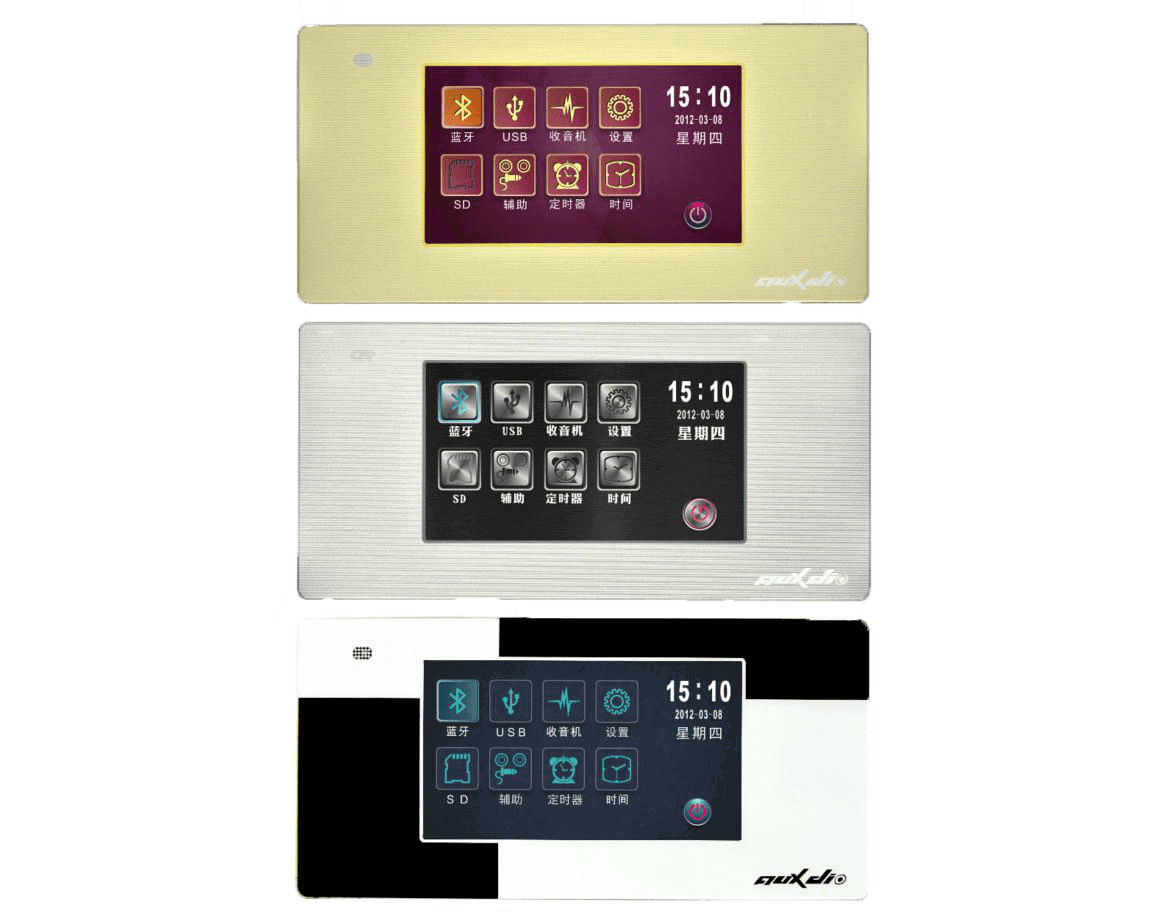 15:10
2012-03-08
星期四
蓝牙 USB 收音机 设置
SD 辅助 定时器 时间
auxdio
15:10
2012-03-08
星期四
蓝牙 USB 收音机 设置
SD 辅助 定时器 时间
auxdio
15:10
2012-03-08
星期四
蓝牙 USB 收音机 设置
SD 辅助 定时器 时间
auxdio